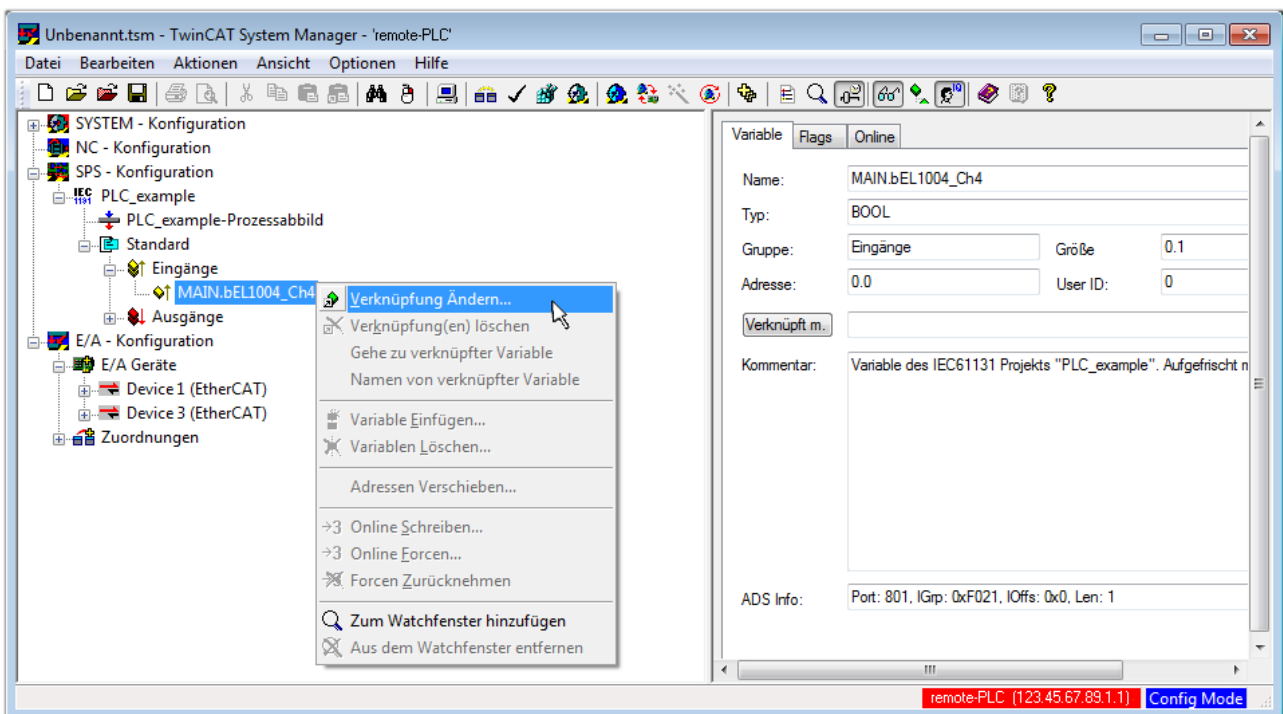 Unbenannt.tsm - TwinCAT System Manager - 'remote-PLC'
Datei Bearbeiten Aktionen Ansicht Optionen Hilfe
SYSTEM - Konfiguration
NC - Konfiguration
SPS - Konfiguration
IEC 1131 PLC_example
PLC_example-Prozessabbild
Standard
Eingänge
MAIN.bEL1004_Ch4
Ausgänge
E/A - Konfiguration
E/A Geräte
Device 1 (EtherCAT)
Device 3 (EtherCAT)
Zuordnungen
Verknüpfung Ändern...
Verknüpfung(en) löschen
Gehe zu verknüpfter Variable
Namen von verknüpfter Variable
Variable Einfügen...
Variablen Löschen...
Adressen Verschieben...
→3 Online Schreiben...
→3 Online Forcen...
Forcen Zurücknehmen
Zum Watchfenster hinzufügen
Aus dem Watchfenster entfernen
Variable Flags Online
Name: MAIN.bEL1004_Ch4
Typ: BOOL
Gruppe: Eingänge Größe 0.1
Adresse: 0.0 User ID: 0
Verknüpft m.
Kommentar: Variable des IEC61131 Projekts "PLC_example". Aufgefrischt
ADS Info: Port: 801, IGrp: 0xF021, IOffs: 0x0, Len: 1
remote-PLC (123.45.67.89.1.1) Config Mode